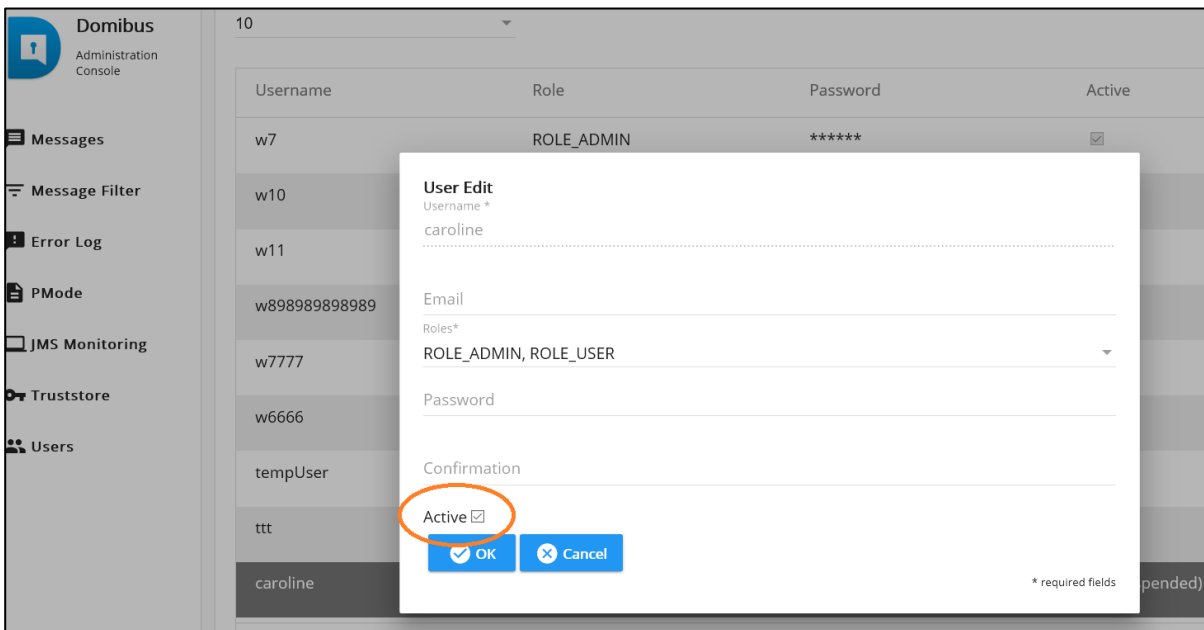 Domibus
Administration
Console
Messages
Message Filter
Error Log
PMode
JMS Monitoring
Truststore
Users
10
Username Role Password Active
w7 ROLE_ADMIN ******
w10
w11
w898989898989
w7777
w6666
tempUser
ttt
caroline pended)
User Edit
Username *
caroline
Email
Roles*
ROLE_ADMIN, ROLE_USER
Password
Confirmation
Active
OK Cancel
* required fields